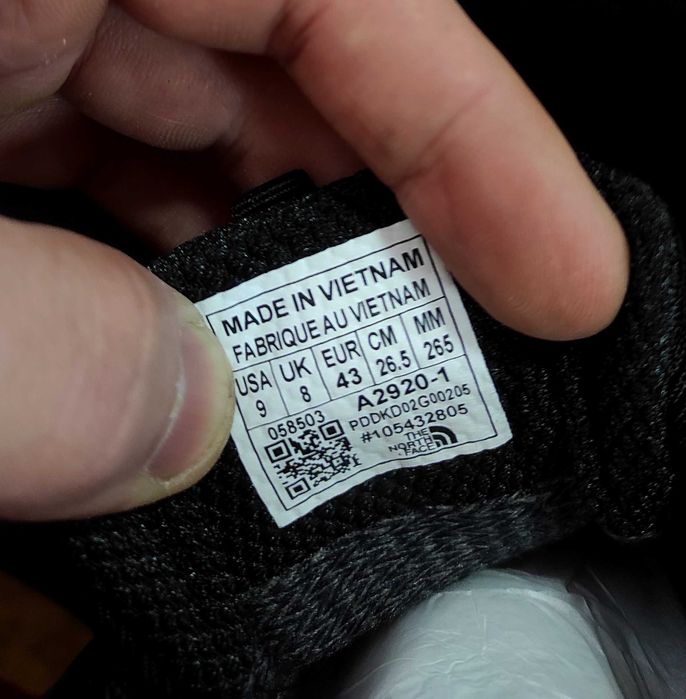 MADE IN VIETNAM
FABRIQUE AU VIETNAM
USA UK EUR CM MM
9 8 43 26.5 265
A2920-1
058503 PDDKD02G00205
#105432805
THE
NORTH
FACE